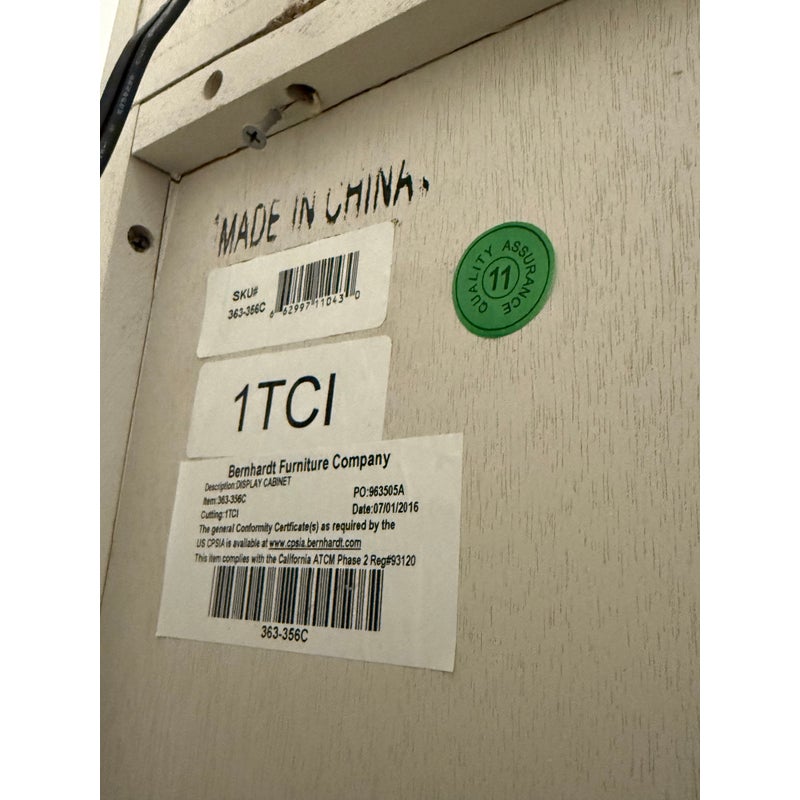 MADE IN CHINA.
SKU#
363-356C
6 62997 11043 0
QUALITY ASSURANCE
11
1TCI
Bernhardt Furniture Company
Description:DISPLAY CABINET
Item:363-356C
PO:963505A
Cutting:1TCI
Date:07/01/2016
The general Conformity Certficate(s) as required by the
US CPSIA is available at www.cpsia.bernhardt.com
This item complies with the California ATCM Phase 2 Reg#93120
363-356C